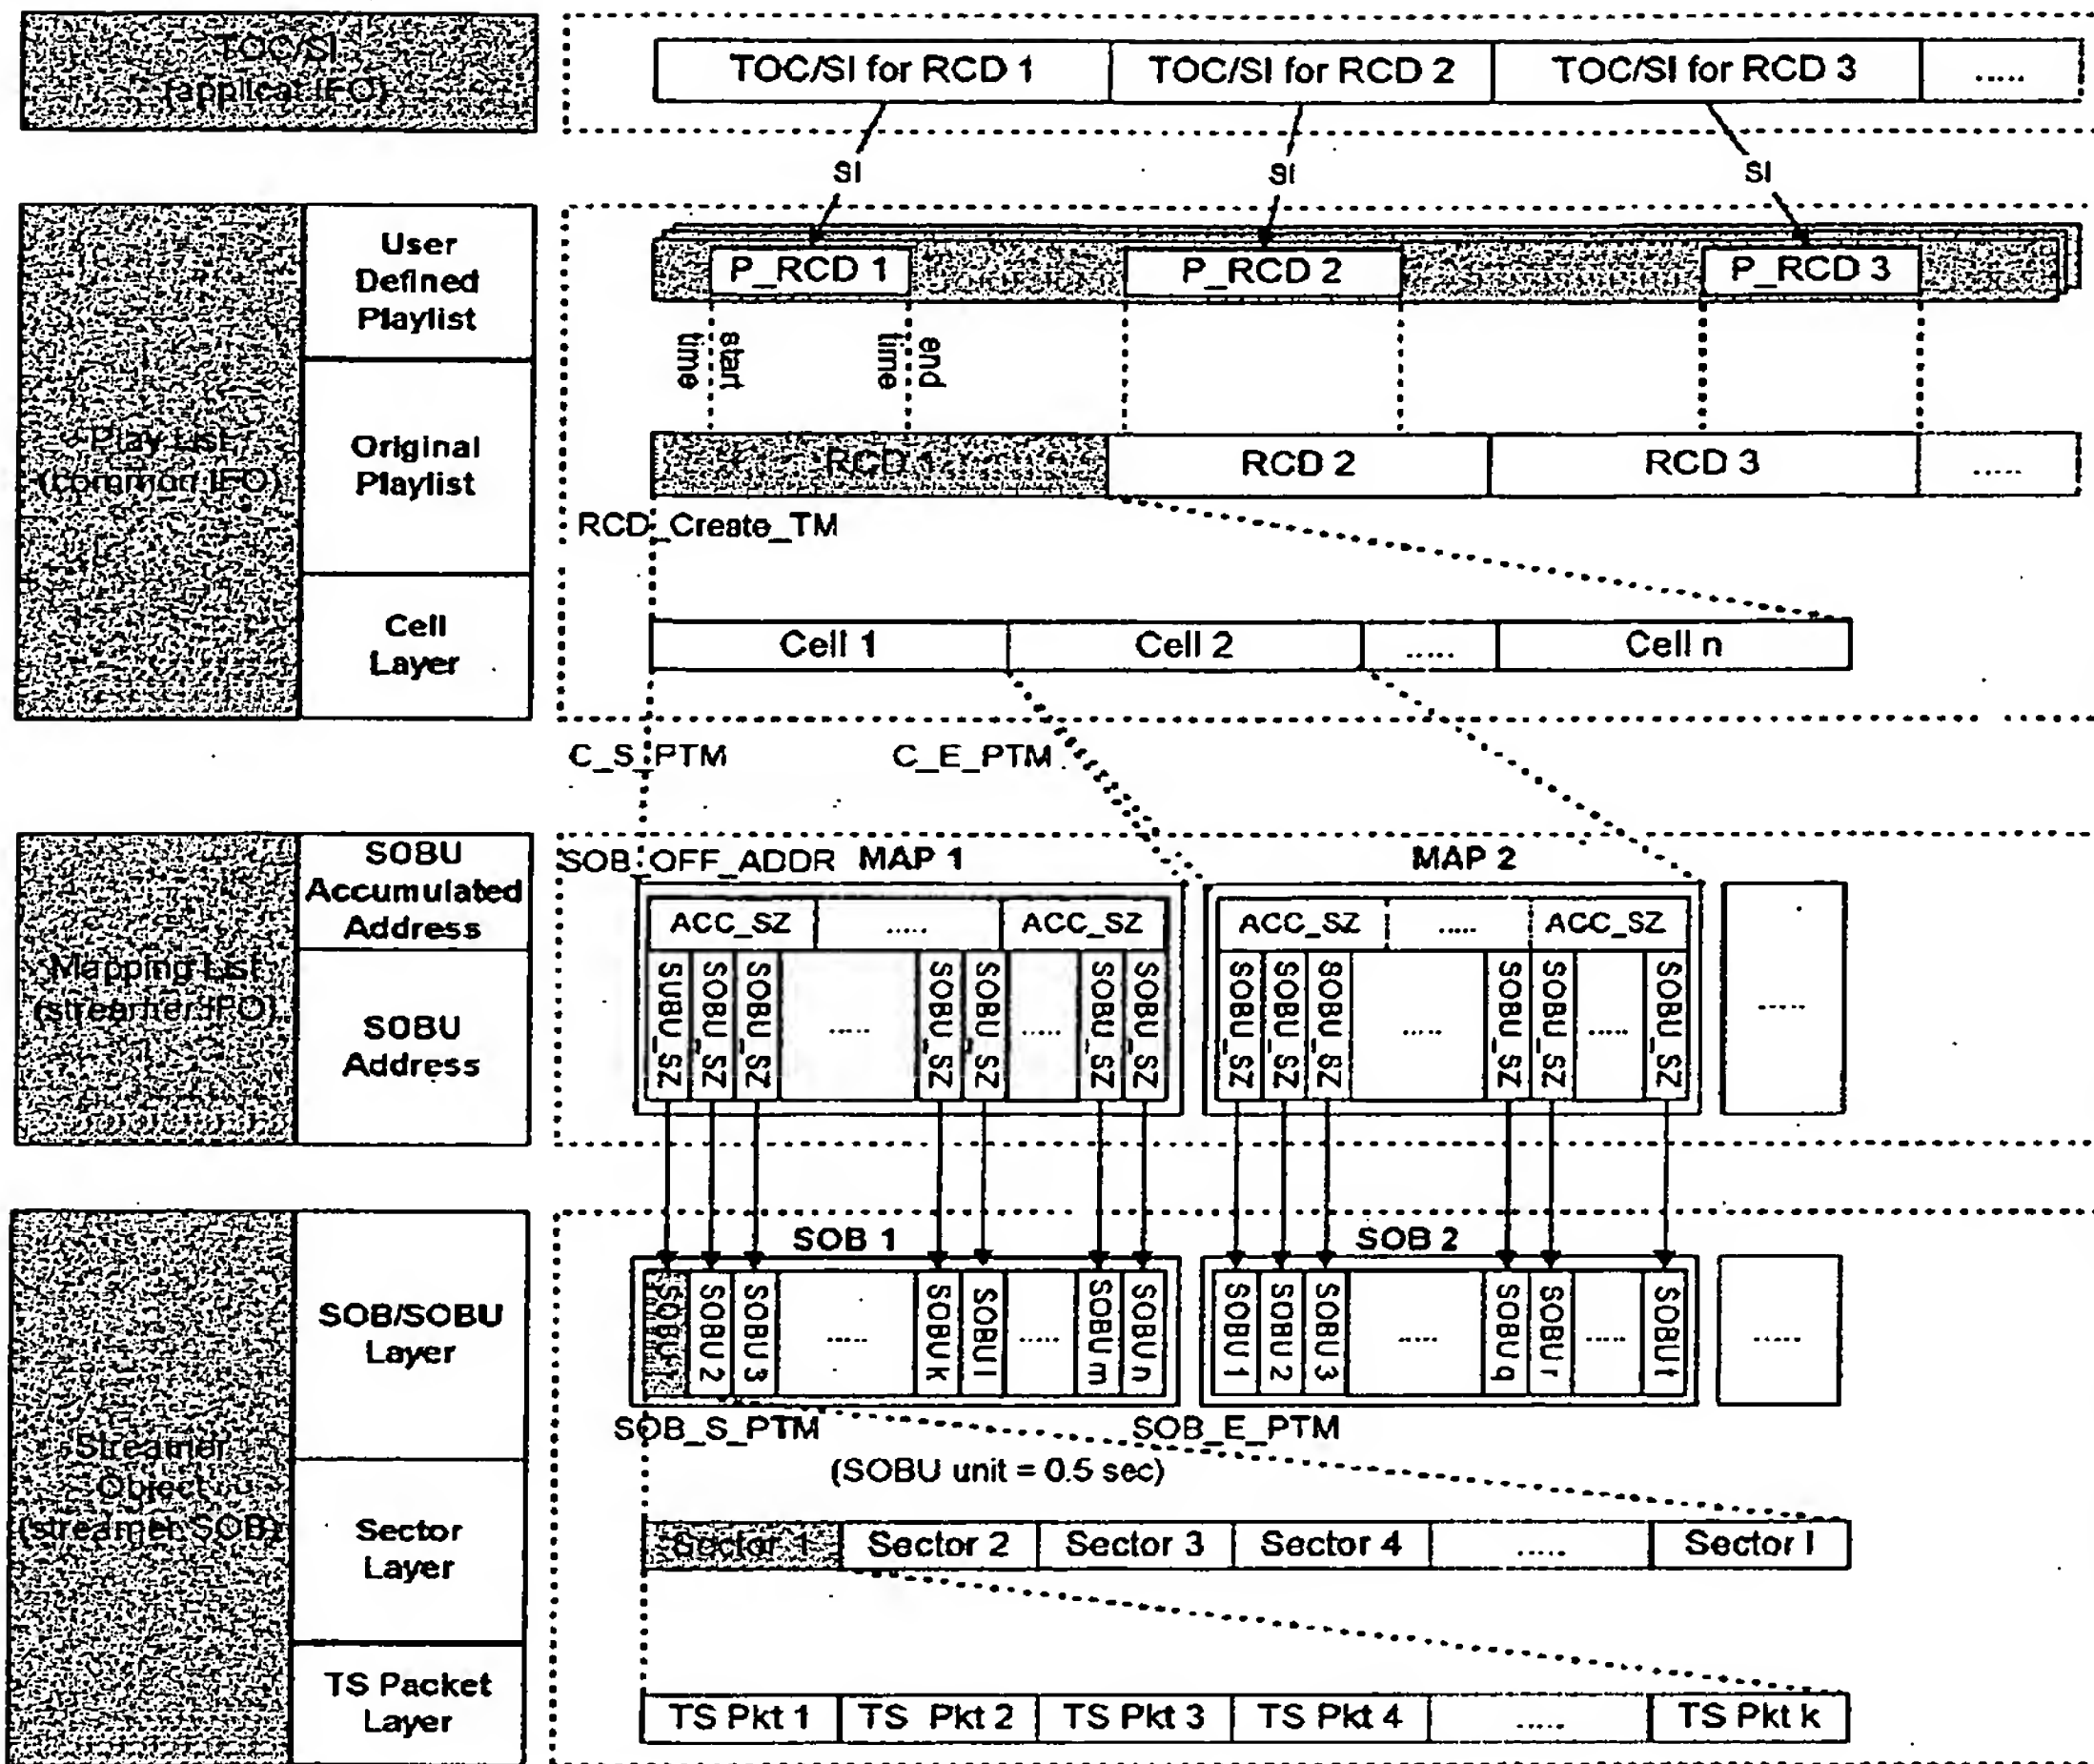 TOC/SI
(applicat IFO)
TOC/SI for RCD 1
TOC/SI for RCD 2
TOC/SI for RCD 3
.....
SI
SI
SI
Play List
(common IFO)
User
Defined
Playlist
P_RCD 1
P_RCD 2
P_RCD 3
start
time
end
time
Original
Playlist
RCD 1
RCD 2
RCD 3
.....
RCD_Create_TM
Cell
Layer
Cell 1
Cell 2
.....
Cell n
C_S_PTM
C_E_PTM
Mapping List
(streamer IFO)
SOBU
Accumulated
Address
SOB_OFF_ADDR
MAP 1
MAP 2
ACC_SZ
.....
ACC_SZ
ACC_SZ
.....
ACC_SZ
SOBU
Address
SUBU_SZ
SOBU_SZ
SOBU_SZ
.....
SOBU_SZ
SOBU_SZ
.....
SOBU_SZ
SOBU_SZ
SOBU_SZ
SOBU_SZ
SOBU_SZ
.....
SOBU_SZ
SOBU_SZ
.....
SOBU_SZ
.....
Streamer
Object
(streamer SOB)
SOB/SOBU
Layer
SOB 1
SOB 2
SOBU 1
SOBU 2
SOBU 3
.....
SOBU k
SOBU l
.....
SOBU m
SOBU n
SOBU 1
SOBU 2
SOBU 3
.....
SOBU q
SOBU r
.....
SOBU t
.....
SOB_S_PTM
SOB_E_PTM
(SOBU unit = 0.5 sec)
Sector
Layer
Sector 1
Sector 2
Sector 3
Sector 4
.....
Sector l
TS Packet
Layer
TS Pkt 1
TS Pkt 2
TS Pkt 3
TS Pkt 4
.....
TS Pkt k